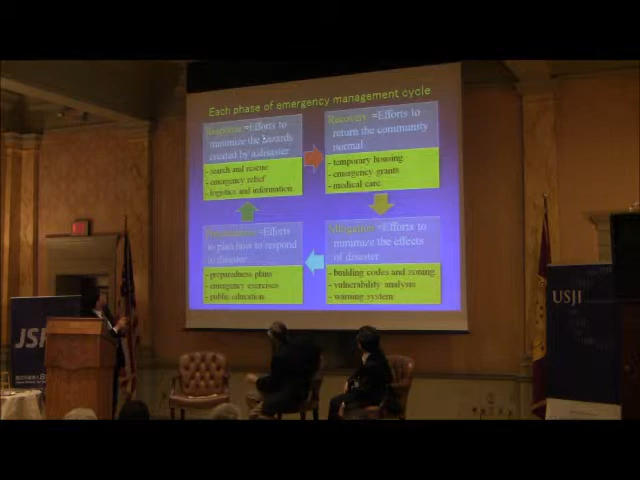 Each phase of emergency management cycle
Response =Efforts to
minimize the hazards
created by a disaster
- search and rescue
- emergency relief
- logistics and information
Recovery =Efforts to
return the community
normal
- temporary housing
- emergency grants
- medical care
Preparedness =Efforts
to plan how to respond
to disaster
- preparedness plans
- emergency exercises
- public education
Mitigation =Efforts to
minimize the effects
of disaster
- building codes and zoning
- vulnerability analysis
- warning system
USJI